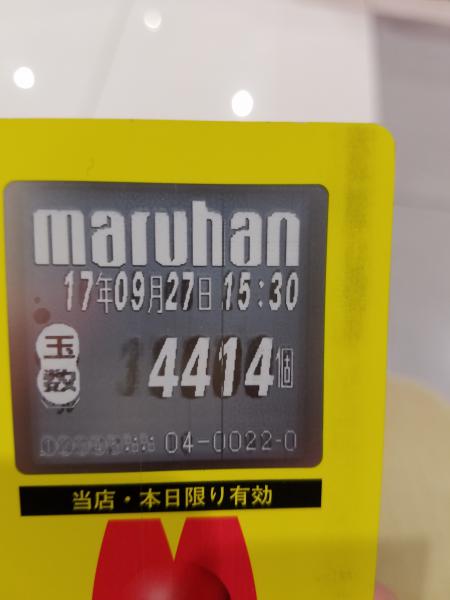 maruhan
17年09月27日 15:30
玉数 4414個
04-0022-0
当店・本日限り有効